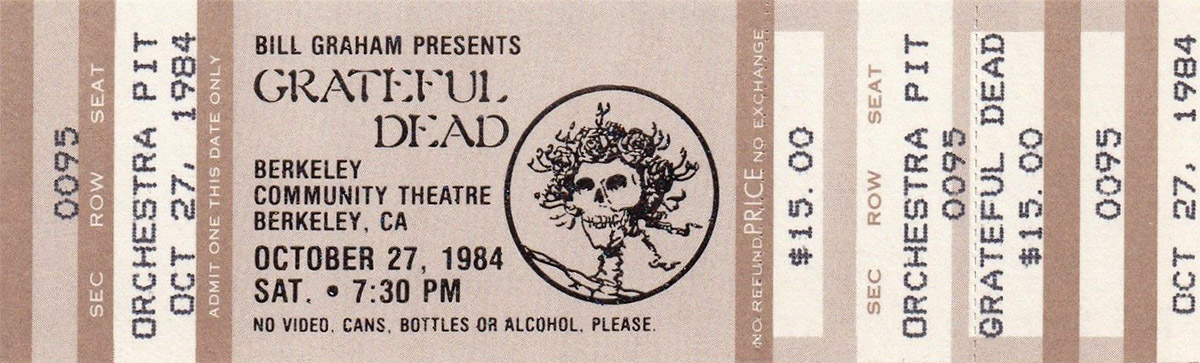 0095
SEC ROW SEAT
ORCHESTRA PIT
OCT 27, 1984
ADMIT ONE THIS DATE ONLY
BILL GRAHAM PRESENTS
GRATEFUL
DEAD
BERKELEY
COMMUNITY THEATRE
BERKELEY, CA
OCTOBER 27, 1984
SAT. • 7:30 PM
NO VIDEO, CANS, BOTTLES OR ALCOHOL, PLEASE.
NO REFUND PRICE NO EXCHANGE
$15.00
SEC ROW SEAT
ORCHESTRA PIT
0095
GRATEFUL DEAD
$15.00
0095
OCT 27, 1984